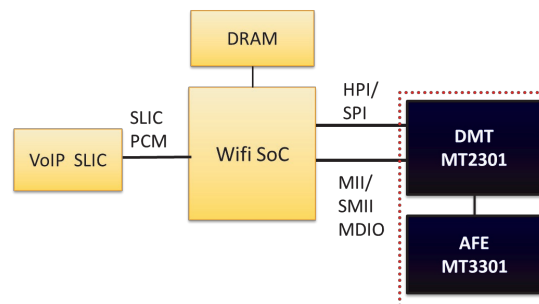 DRAM
HPI/
SPI
SLIC
PCM
VoIP SLIC
Wifi SoC
DMT
MT2301
MII/
SMII
MDIO
AFE
MT3301